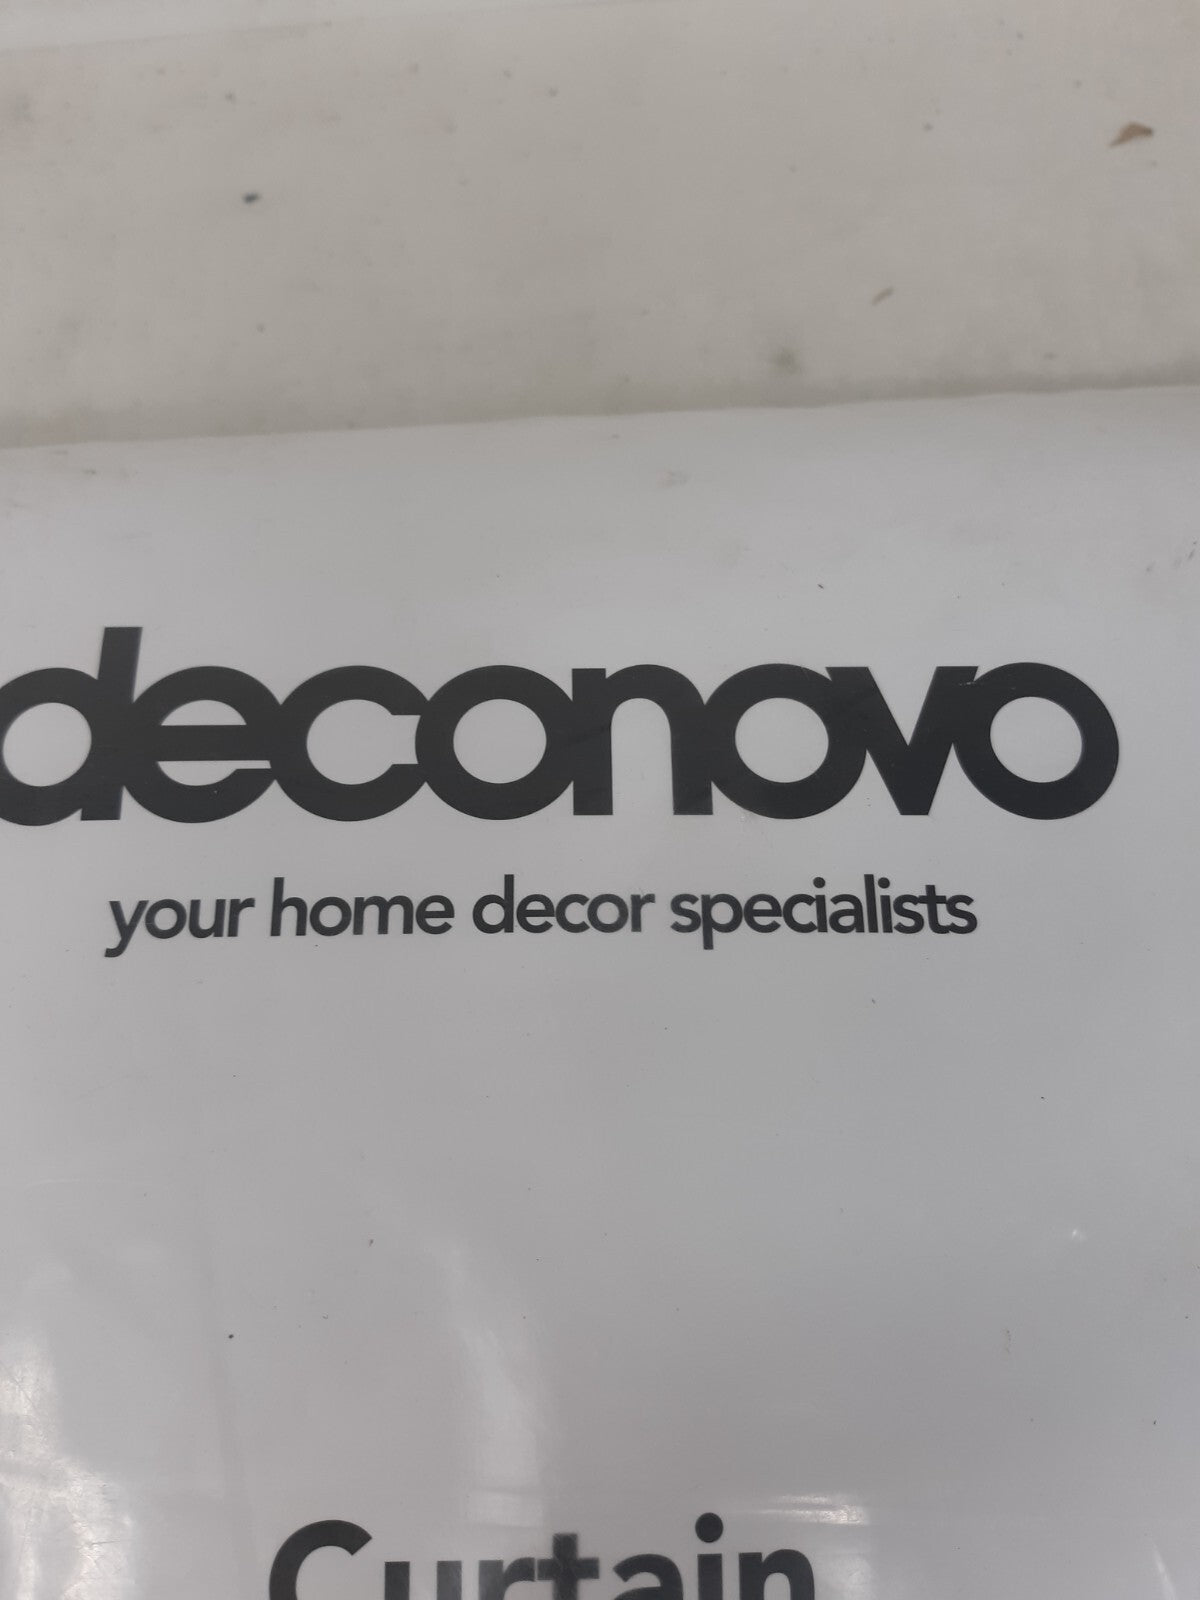 deconovo
your home decor specialists
Curtain